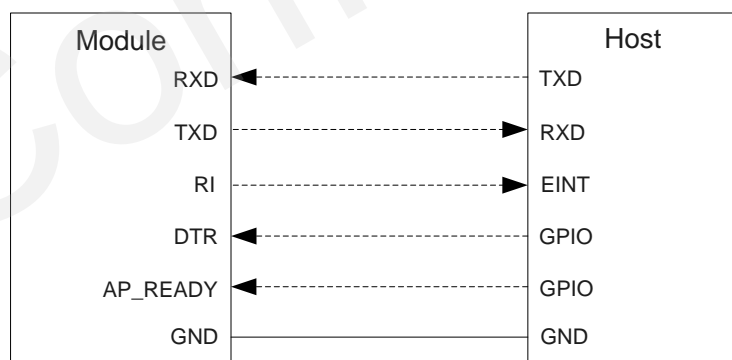 Module Host
RXD TXD
TXD RXD
RI EINT
DTR GPIO
AP_READY GPIO
GND GND